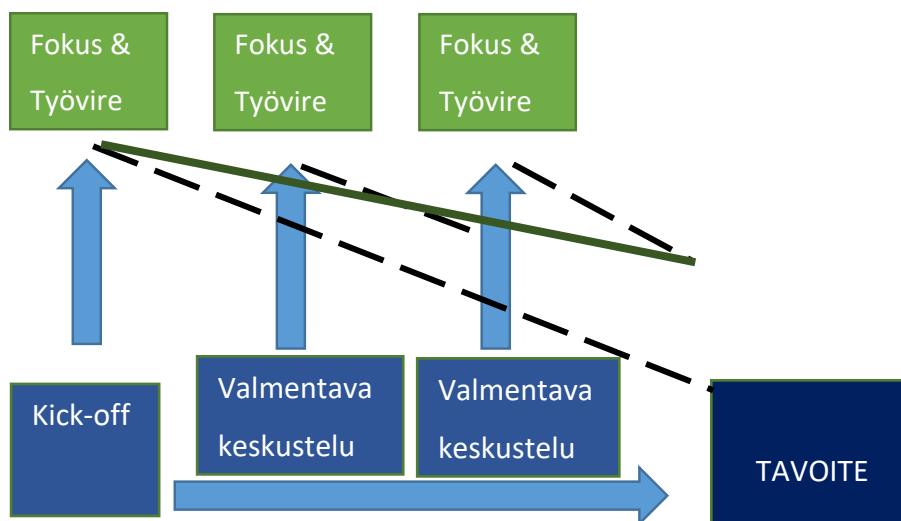 Fokus &
Työvire
Fokus &
Työvire
Fokus &
Työvire
Kick-off
Valmentava
keskustelu
Valmentava
keskustelu
TAVOITE